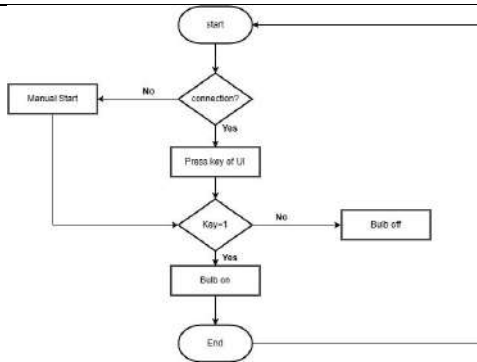 start
connection?
No
Manual Start
Yes
Press key of UI
Key=1
No
Bulb off
Yes
Bulb on
End